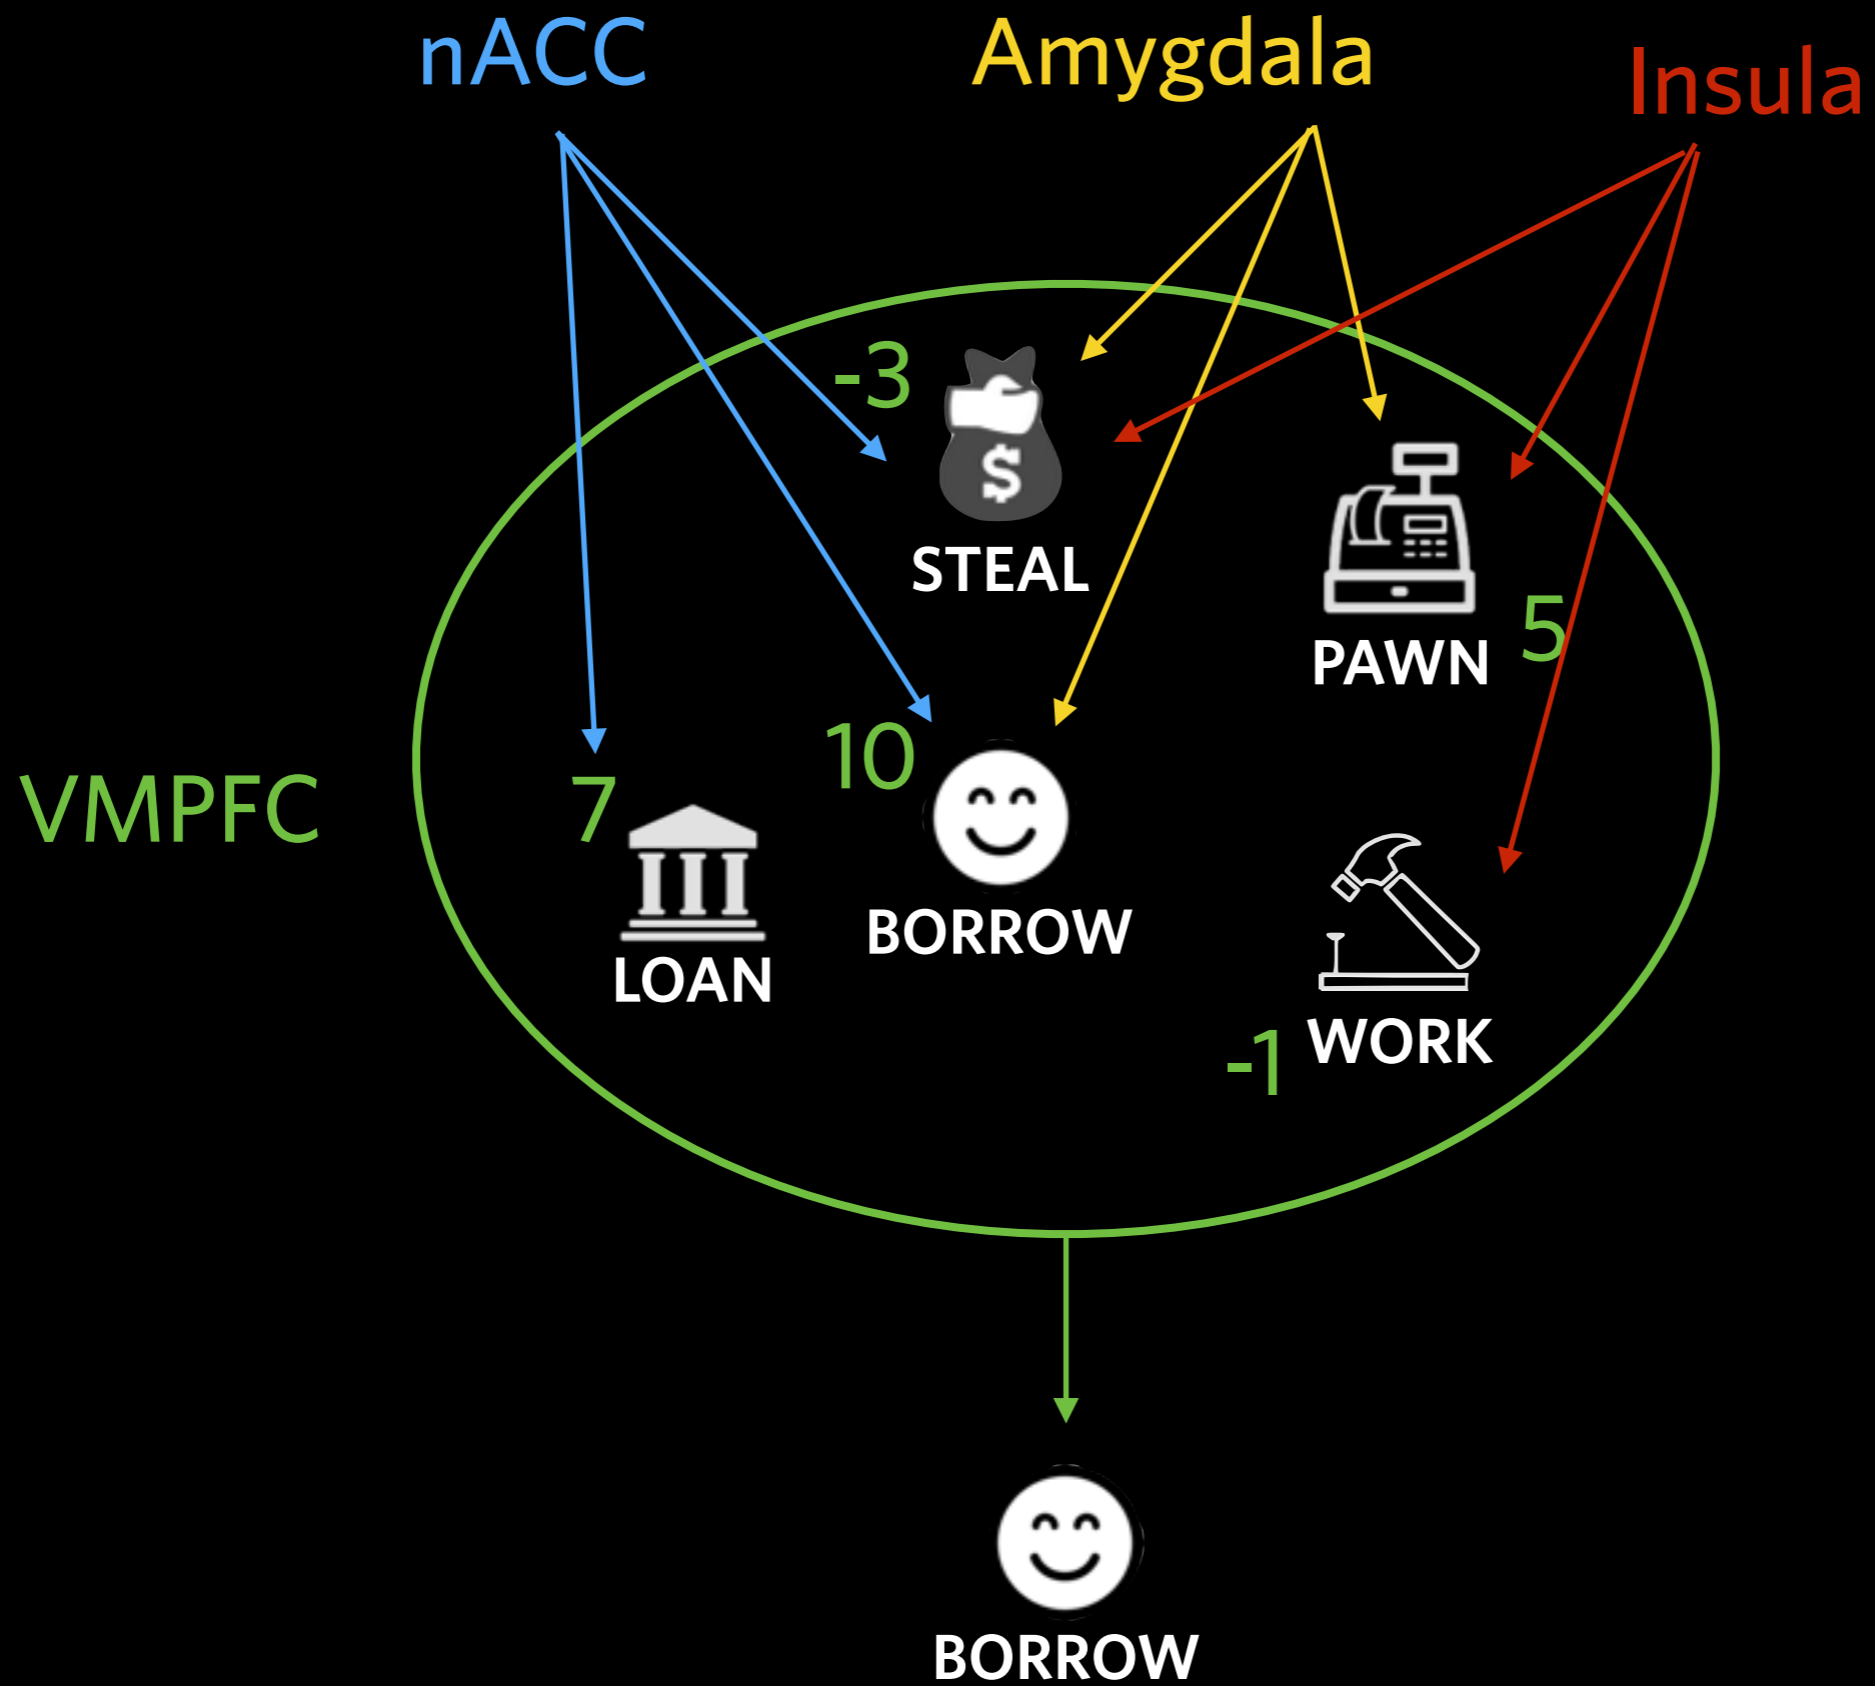 nACC
Amygdala
Insula
-3
$
STEAL
PAWN
5
VMPFC
7
10
LOAN
BORROW
-1
WORK
BORROW